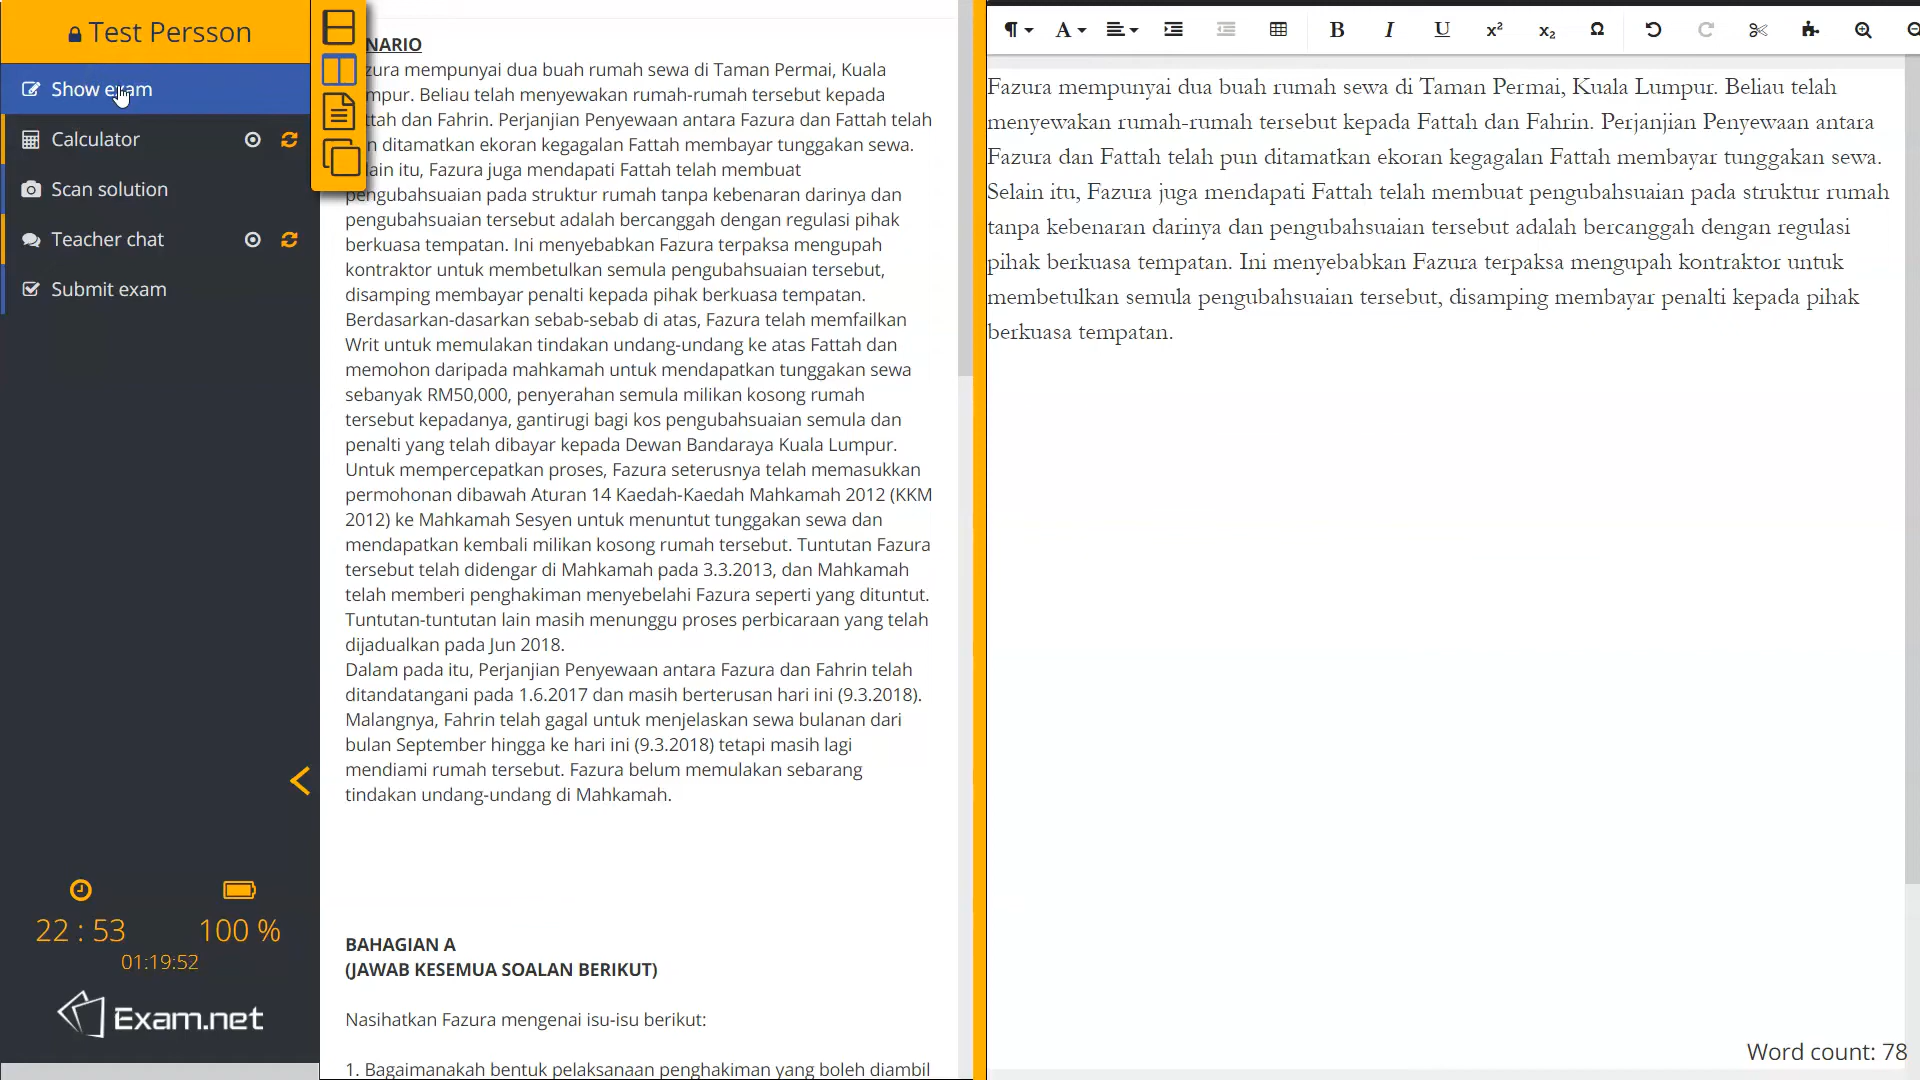 Test Persson
Show exam
Calculator
Scan solution
Teacher chat
Submit exam
22 : 53
100 %
01:19:52
Exam.net
NARIO
zura mempunyai dua buah rumah sewa di Taman Permai, Kuala
mpur. Beliau telah menyewakan rumah-rumah tersebut kepada
ttah dan Fahrin. Perjanjian Penyewaan antara Fazura dan Fattah telah
n ditamatkan ekoran kegagalan Fattah membayar tunggakan sewa.
lain itu, Fazura juga mendapati Fattah telah membuat
pengubahsuaian pada struktur rumah tanpa kebenaran darinya dan
pengubahsuaian tersebut adalah bercanggah dengan regulasi pihak
berkuasa tempatan. Ini menyebabkan Fazura terpaksa mengupah
kontraktor untuk membetulkan semula pengubahsuaian tersebut,
disamping membayar penalti kepada pihak berkuasa tempatan.
Berdasarkan-dasarkan sebab-sebab di atas, Fazura telah memfailkan
Writ untuk memulakan tindakan undang-undang ke atas Fattah dan
memohon daripada mahkamah untuk mendapatkan tunggakan sewa
sebanyak RM50,000, penyerahan semula milikan kosong rumah
tersebut kepadanya, gantirugi bagi kos pengubahsuaian semula dan
penalti yang telah dibayar kepada Dewan Bandaraya Kuala Lumpur.
Untuk mempercepatkan proses, Fazura seterusnya telah memasukkan
permohonan dibawah Aturan 14 Kaedah-Kaedah Mahkamah 2012 (KKM
2012) ke Mahkamah Sesyen untuk menuntut tunggakan sewa dan
mendapatkan kembali milikan kosong rumah tersebut. Tuntutan Fazura
tersebut telah didengar di Mahkamah pada 3.3.2013, dan Mahkamah
telah memberi penghakiman menyebelahi Fazura seperti yang dituntut.
Tuntutan-tuntutan lain masih menunggu proses perbicaraan yang telah
dijadualkan pada Jun 2018.
Dalam pada itu, Perjanjian Penyewaan antara Fazura dan Fahrin telah
ditandatangani pada 1.6.2017 dan masih berterusan hari ini (9.3.2018).
Malangnya, Fahrin telah gagal untuk menjelaskan sewa bulanan dari
bulan September hingga ke hari ini (9.3.2018) tetapi masih lagi
mendiami rumah tersebut. Fazura belum memulakan sebarang
tindakan undang-undang di Mahkamah.
BAHAGIAN A
(JAWAB KESEMUA SOALAN BERIKUT)
Nasihatkan Fazura mengenai isu-isu berikut:
1. Bagaimanakah bentuk pelaksanaan penghakiman yang boleh diambil
Fazura mempunyai dua buah rumah sewa di Taman Permai, Kuala Lumpur. Beliau telah
menyewakan rumah-rumah tersebut kepada Fattah dan Fahrin. Perjanjian Penyewaan antara
Fazura dan Fattah telah pun ditamatkan ekoran kegagalan Fattah membayar tunggakan sewa.
Selain itu, Fazura juga mendapati Fattah telah membuat pengubahsuaian pada struktur rumah
tanpa kebenaran darinya dan pengubahsuaian tersebut adalah bercanggah dengan regulasi
pihak berkuasa tempatan. Ini menyebabkan Fazura terpaksa mengupah kontraktor untuk
membetulkan semula pengubahsuaian tersebut, disamping membayar penalti kepada pihak
berkuasa tempatan.
Word count: 78